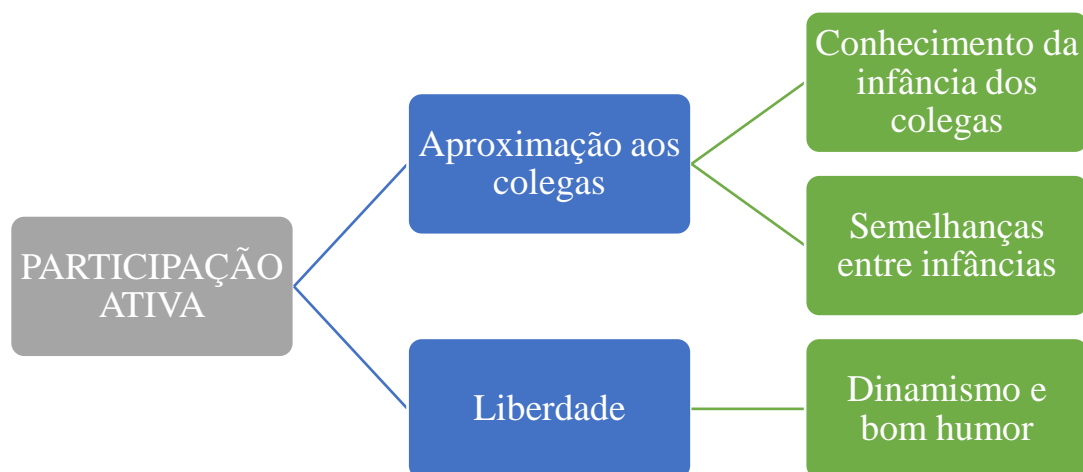 PARTICIPAÇÃO
ATIVA
Aproximação aos
colegas
Conhecimento da
infância dos
colegas
Semelhanças
entre infâncias
Liberdade
Dinamismo e
bom humor